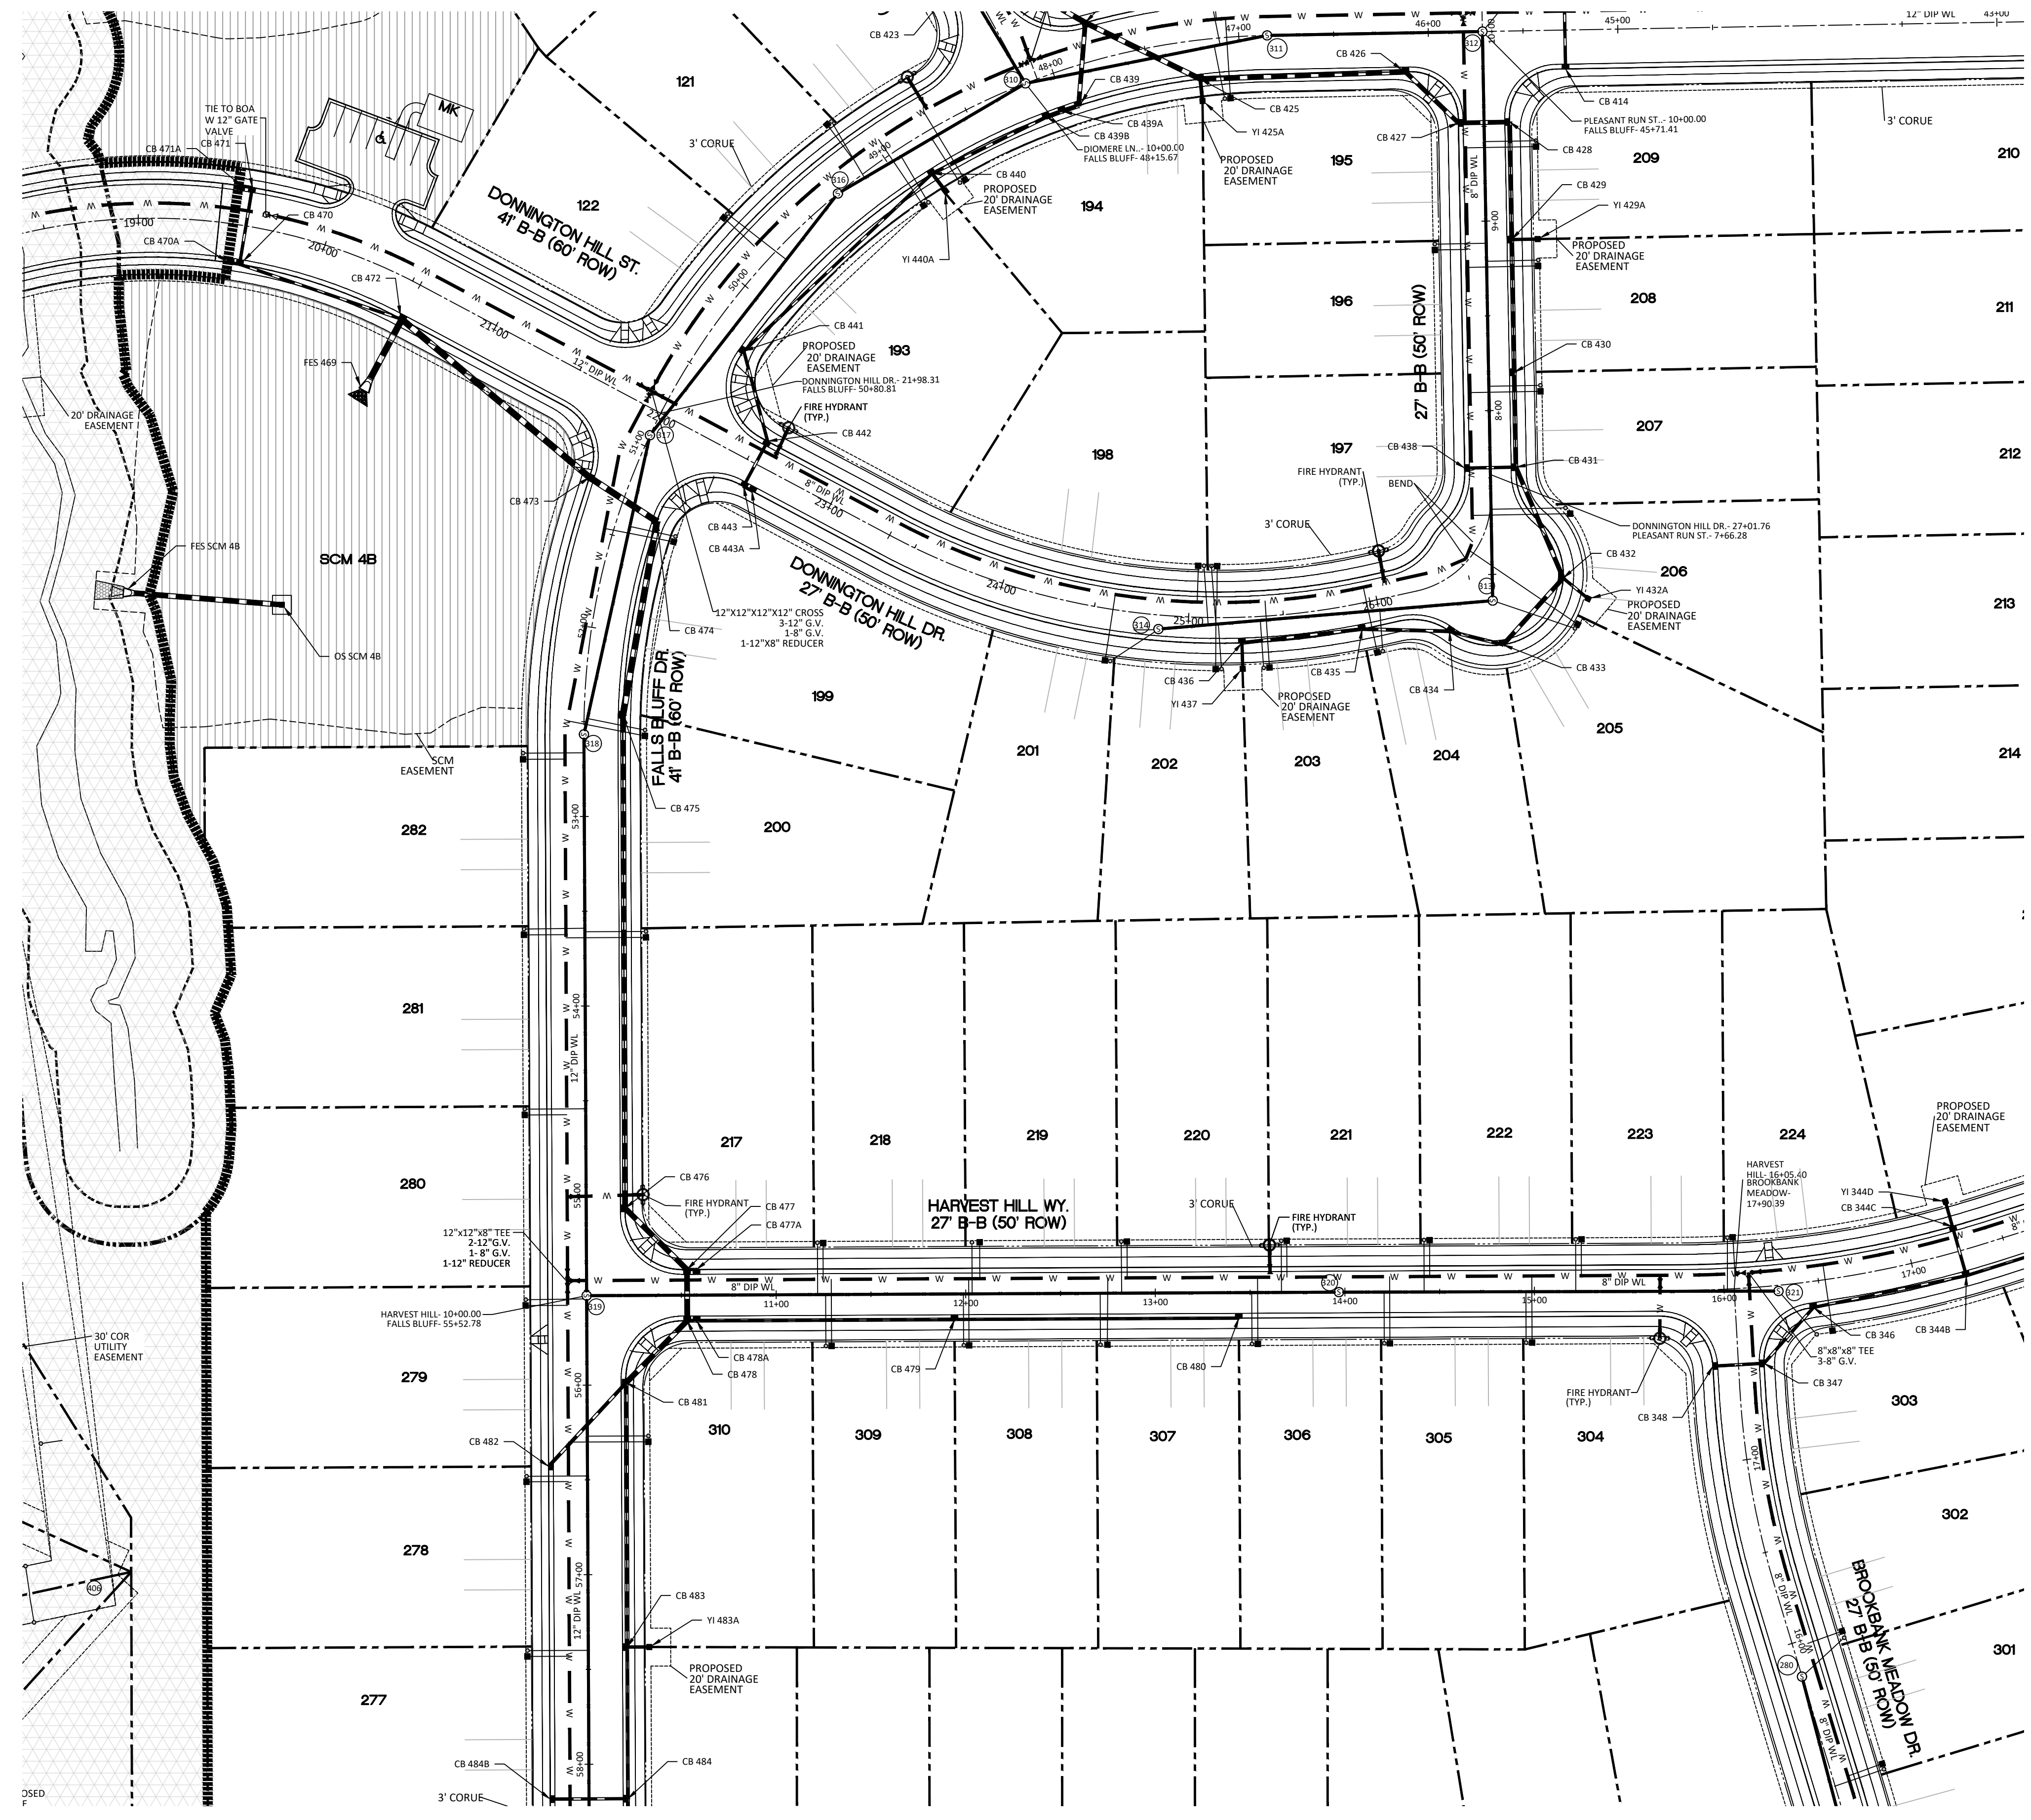 CB 423
CB 426
46+00
45+00
12" DIP WL
43+00
47+00
311
312
10+00
48+00
310
CB 439
CB 425
CB 414
121
MK
TIE TO BOA
W 12" GATE
VALVE
CB 471
CB 471A
3' CORUE
CB 439A
CB 439B
YI 425A
CB 427
PLEASANT RUN ST..- 10+00.00
FALLS BLUFF- 45+71.41
3' CORUE
DIOMERE LN..- 10+00.00
FALLS BLUFF- 48+15.67
CB 428
49+00
PROPOSED
20' DRAINAGE
EASEMENT
195
8" DIP WL
209
210
316
CB 440
PROPOSED
20' DRAINAGE
EASEMENT
CB 429
YI 429A
DONNINGTON HILL ST.
41' B-B (60' ROW)
122
194
19+00
CB 470
CB 470A
20+00
9+00
PROPOSED
20' DRAINAGE
EASEMENT
CB 472
YI 440A
50+00
196
208
211
27' B-B (50' ROW)
21+00
CB 441
193
PROPOSED
20' DRAINAGE
EASEMENT
CB 430
FES 469
12" DIP WL
DONNINGTON HILL DR.- 21+98.31
FALLS BLUFF- 50+80.81
20' DRAINAGE
EASEMENT
22+00
FIRE HYDRANT
(TYP.)
8+00
317
CB 442
51+00
207
CB 438
197
198
CB 431
212
FIRE HYDRANT
(TYP.)
BEND
8" DIP WL
23+00
CB 473
CB 443
CB 443A
3' CORUE
DONNINGTON HILL DR.- 27+01.76
PLEASANT RUN ST.- 7+66.28
FES SCM 4B
SCM 4B
CB 432
206
DONNINGTON HILL DR.
27' B-B (50' ROW)
24+00
313
YI 432A
PROPOSED
20' DRAINAGE
EASEMENT
213
12"X12"X12"X12" CROSS
3-12" G.V.
1-8" G.V.
1-12"X8" REDUCER
52+00
CB 474
25+00
314
OS SCM 4B
FALLS BLUFF DR.
41' B-B (60' ROW)
CB 433
CB 435
CB 436
CB 434
199
YI 437
PROPOSED
20' DRAINAGE
EASEMENT
318
205
201
202
203
204
214
SCM
EASEMENT
CB 475
53+00
282
200
281
54+00
12" DIP WL
PROPOSED
20' DRAINAGE
EASEMENT
217
218
219
220
221
222
223
224
280
CB 476
55+00
HARVEST
HILL- 16+05.40
BROOKBANK
MEADOW-
17+90.39
YI 344D
CB 344C
FIRE HYDRANT
(TYP.)
CB 477
CB 477A
HARVEST HILL WY.
27' B-B (50' ROW)
3' CORUE
FIRE HYDRANT
(TYP.)
12"x12"x8" TEE
2-12"G.V.
1- 8" G.V.
1-12" REDUCER
17+00
8" DIP WL
320
8" DIP WL
321
319
11+00
12+00
13+00
14+00
15+00
16+00
HARVEST HILL- 10+00.00
FALLS BLUFF- 55+52.78
30' COR
UTILITY
EASEMENT
CB 344B
CB 346
8"x8"x8" TEE
3-8" G.V.
CB 478A
CB 478
CB 479
CB 480
CB 347
279
56+00
CB 481
FIRE HYDRANT
(TYP.)
CB 348
303
310
309
308
307
306
305
304
CB 482
17+00
302
278
57+00
8" DIP WL
406
CB 483
12" DIP WL
YI 483A
BROOKBANK MEADOW DR.
27' B-B (50' ROW)
16+00
301
280
PROPOSED
20' DRAINAGE
EASEMENT
277
8" DIP WL
CB 484B
58+00
CB 484
3' CORUE